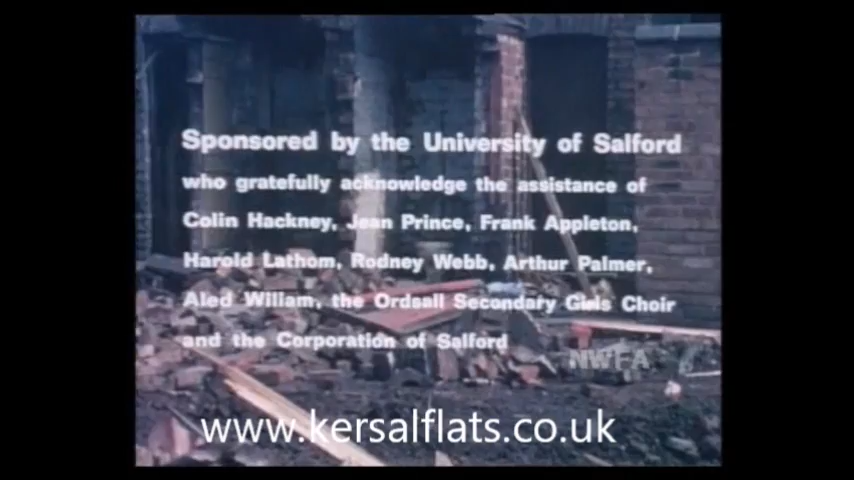 Sponsored by the University of Salford
who gratefully acknowledge the assistance of
Colin Hackney, Jean Prince, Frank Appleton,
Harold Lathom, Rodney Webb, Arthur Palmer,
Aled William, the Ordsall Secondary Girls Choir
and the Corporation of Salford
NWFA
www.kersalflats.co.uk